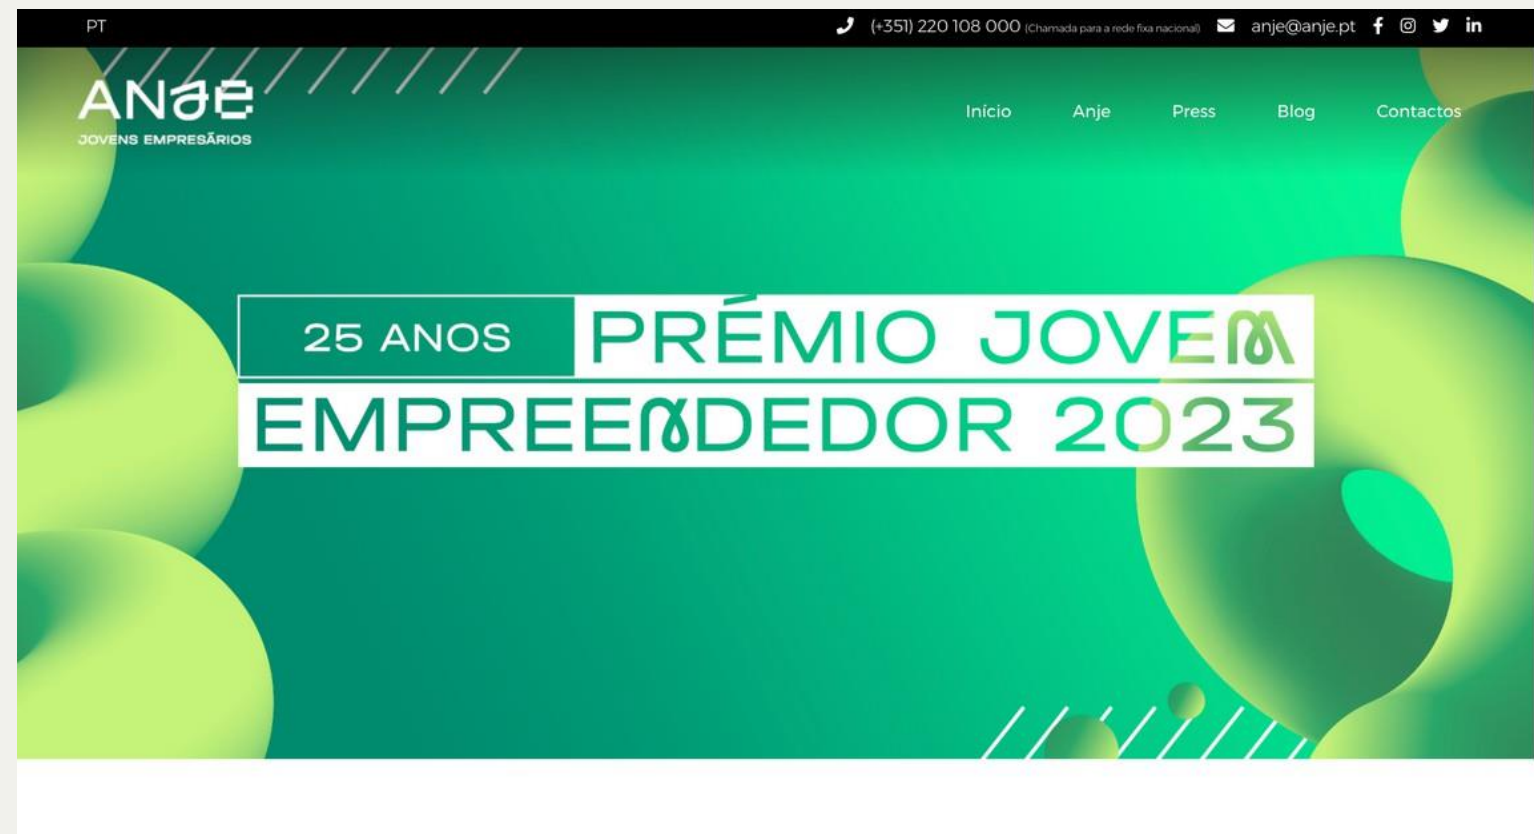 PT (+351) 220 108 000 (Chamada para a rede fixa nacional) anje@anje.pt
ANJE
JOVENS EMPRESÁRIOS
Início Anje Press Blog Contactos
25 ANOS PRÉMIO JOVEM
EMPREENDEDOR 2023